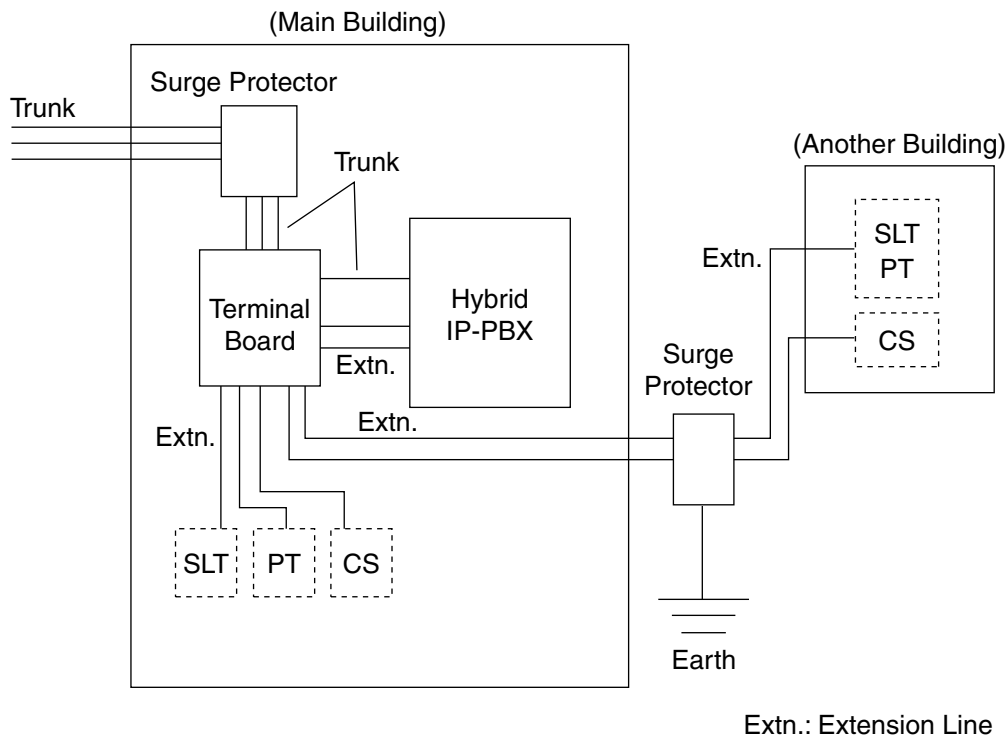 (Main Building)
Surge Protector
Trunk
Trunk
(Another Building)
SLT
PT
Extn.
Hybrid
IP-PBX
Terminal
Board
CS
Surge
Protector
Extn.
Extn.
Extn.
SLT
PT
CS
Earth
Extn.: Extension Line